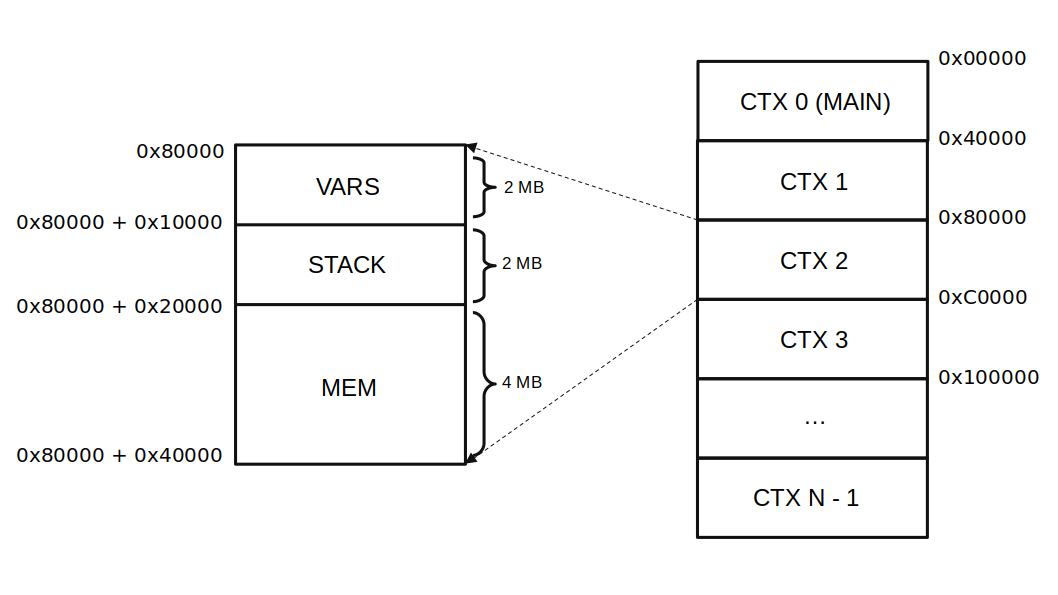 0x80000
VARS
2 MB
0x80000 + 0x10000
STACK
2 MB
0x80000 + 0x20000
MEM
4 MB
0x80000 + 0x40000
0x00000
CTX 0 (MAIN)
0x40000
CTX 1
0x80000
CTX 2
0xC0000
CTX 3
0x100000
...
CTX N - 1